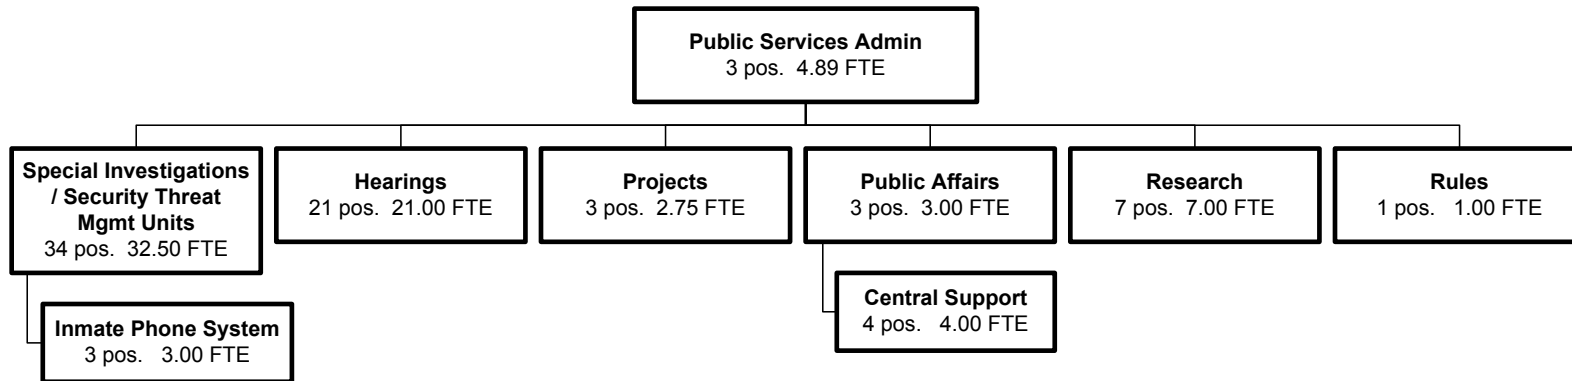 Public Services Admin
3 pos. 4.89 FTE
Special Investigations
/ Security Threat
Mgmt Units
34 pos. 32.50 FTE
Hearings
21 pos. 21.00 FTE
Projects
3 pos. 2.75 FTE
Public Affairs
3 pos. 3.00 FTE
Research
7 pos. 7.00 FTE
Rules
1 pos. 1.00 FTE
Inmate Phone System
3 pos. 3.00 FTE
Central Support
4 pos. 4.00 FTE